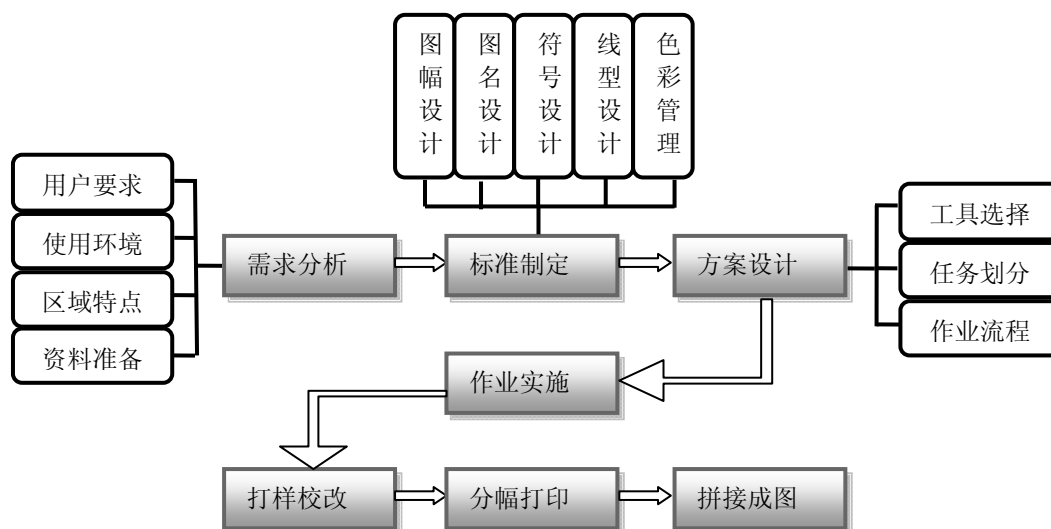 图幅设计
图名设计
符号设计
线型设计
色彩管理
用户要求
使用环境
区域特点
资料准备
需求分析
标准制定
方案设计
工具选择
任务划分
作业流程
作业实施
打样校改
分幅打印
拼接成图